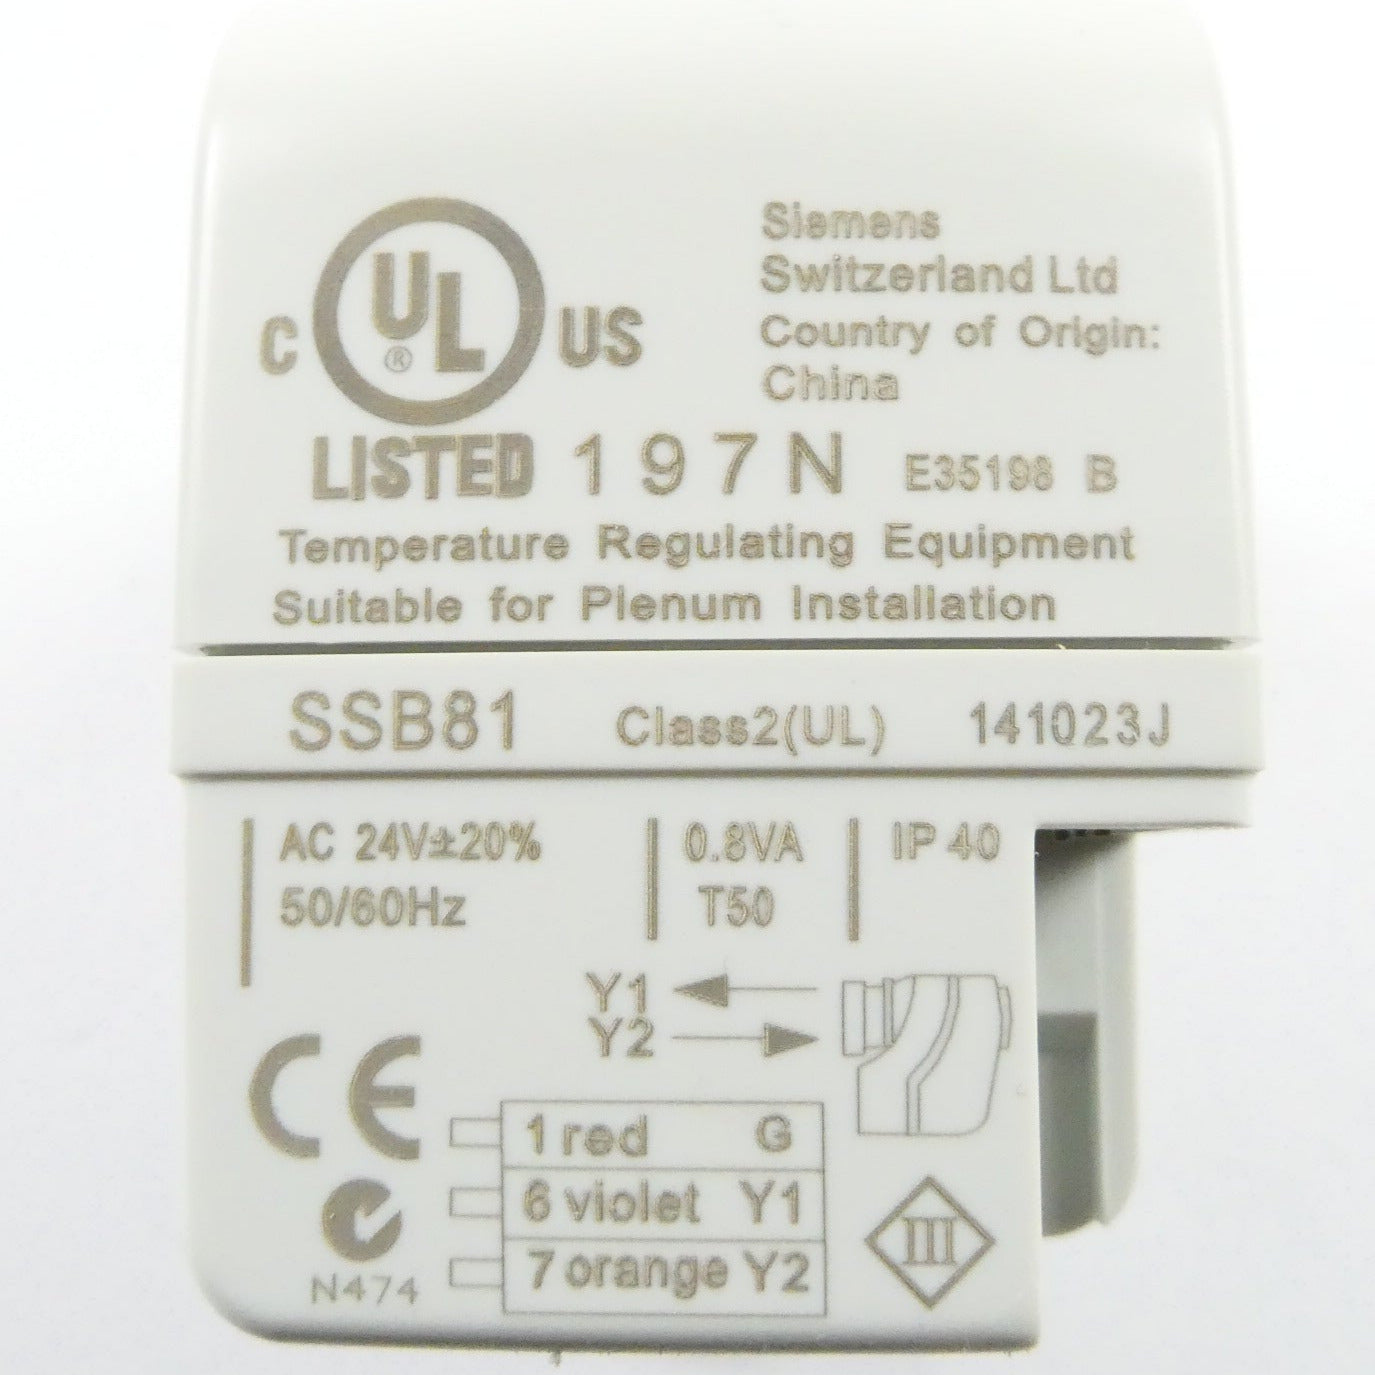 Siemens
Switzerland Ltd
Country of Origin:
China
C UL ® US
LISTED 197N E35198 B
Temperature Regulating Equipment
Suitable for Plenum Installation
SSB81 Class2(UL) 141023J
AC 24V±20% 0.8VA IP 40
50/60Hz T50
Y1
Y2
CE
1 red G
6 violet Y1
7 orange Y2
III
N474